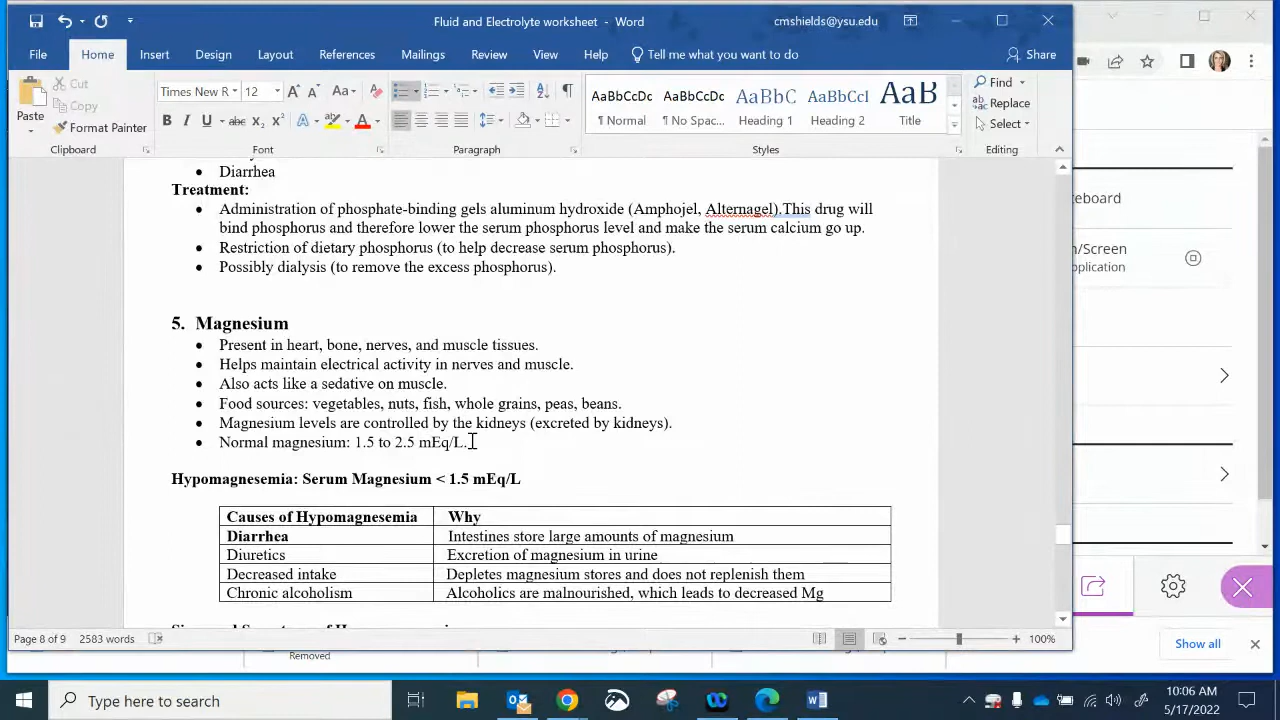 Fluid and Electrolyte worksheet - Word
cmshields@ysu.edu
File Home Insert Design Layout References Mailings Review View Help Tell me what you want to do Share
Paste
Cut
Copy
Format Painter
Clipboard
Times New R 12
Font
Paragraph
AaBbCcDc AaBbCcDc AaBbC AaBbCcI AaB
¶ Normal ¶ No Spac... Heading 1 Heading 2 Title
Styles
Find
Replace
Select
Editing
• Diarrhea
Treatment:
• Administration of phosphate-binding gels aluminum hydroxide (Amphojel, Alternagel).This drug will
bind phosphorus and therefore lower the serum phosphorus level and make the serum calcium go up.
• Restriction of dietary phosphorus (to help decrease serum phosphorus).
• Possibly dialysis (to remove the excess phosphorus).
5. Magnesium
• Present in heart, bone, nerves, and muscle tissues.
• Helps maintain electrical activity in nerves and muscle.
• Also acts like a sedative on muscle.
• Food sources: vegetables, nuts, fish, whole grains, peas, beans.
• Magnesium levels are controlled by the kidneys (excreted by kidneys).
• Normal magnesium: 1.5 to 2.5 mEq/L.
Hypomagnesemia: Serum Magnesium < 1.5 mEq/L
Causes of Hypomagnesemia Why
Diarrhea Intestines store large amounts of magnesium
Diuretics Excretion of magnesium in urine
Decreased intake Depletes magnesium stores and does not replenish them
Chronic alcoholism Alcoholics are malnourished, which leads to decreased Mg
Page 8 of 9 2583 words 100%
teboard
n/Screen
pplication
Removed
Show all
Type here to search
10:06 AM
5/17/2022